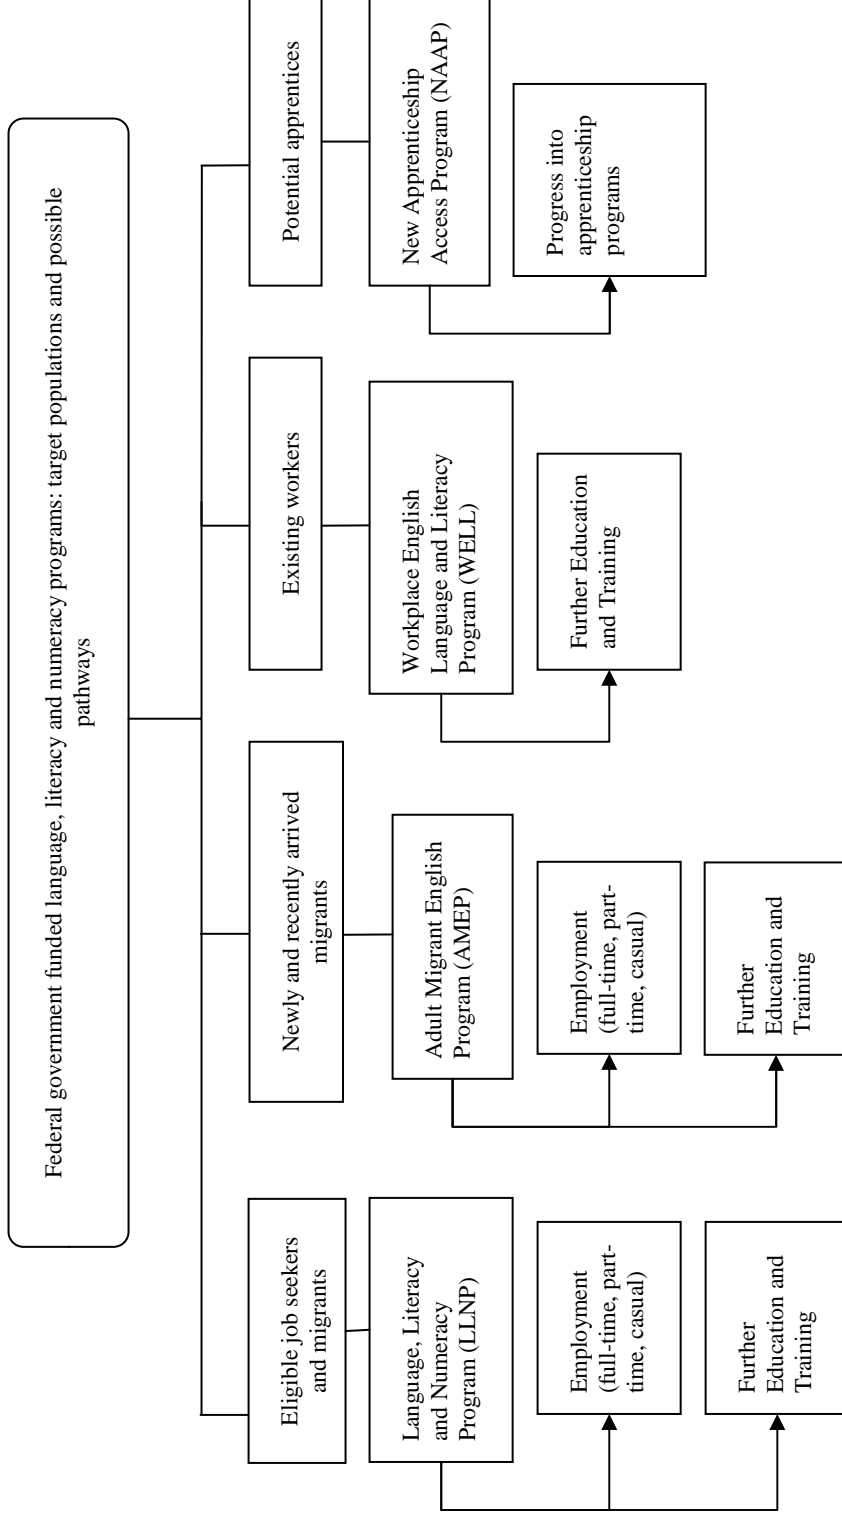 Federal government funded language, literacy and numeracy programs: target populations and possible
pathways
Eligible job seekers
and migrants
Language, Literacy
and Numeracy
Program (LLNP)
Employment
(full-time, part-
time, casual)
Further
Education and
Training
Newly and recently arrived
migrants
Adult Migrant English
Program (AMEP)
Employment
(full-time, part-
time, casual)
Further
Education and
Training
Existing workers
Workplace English
Language and Literacy
Program (WELL)
Further Education
and Training
Potential apprentices
New Apprenticeship
Access Program (NAAP)
Progress into
apprenticeship
programs